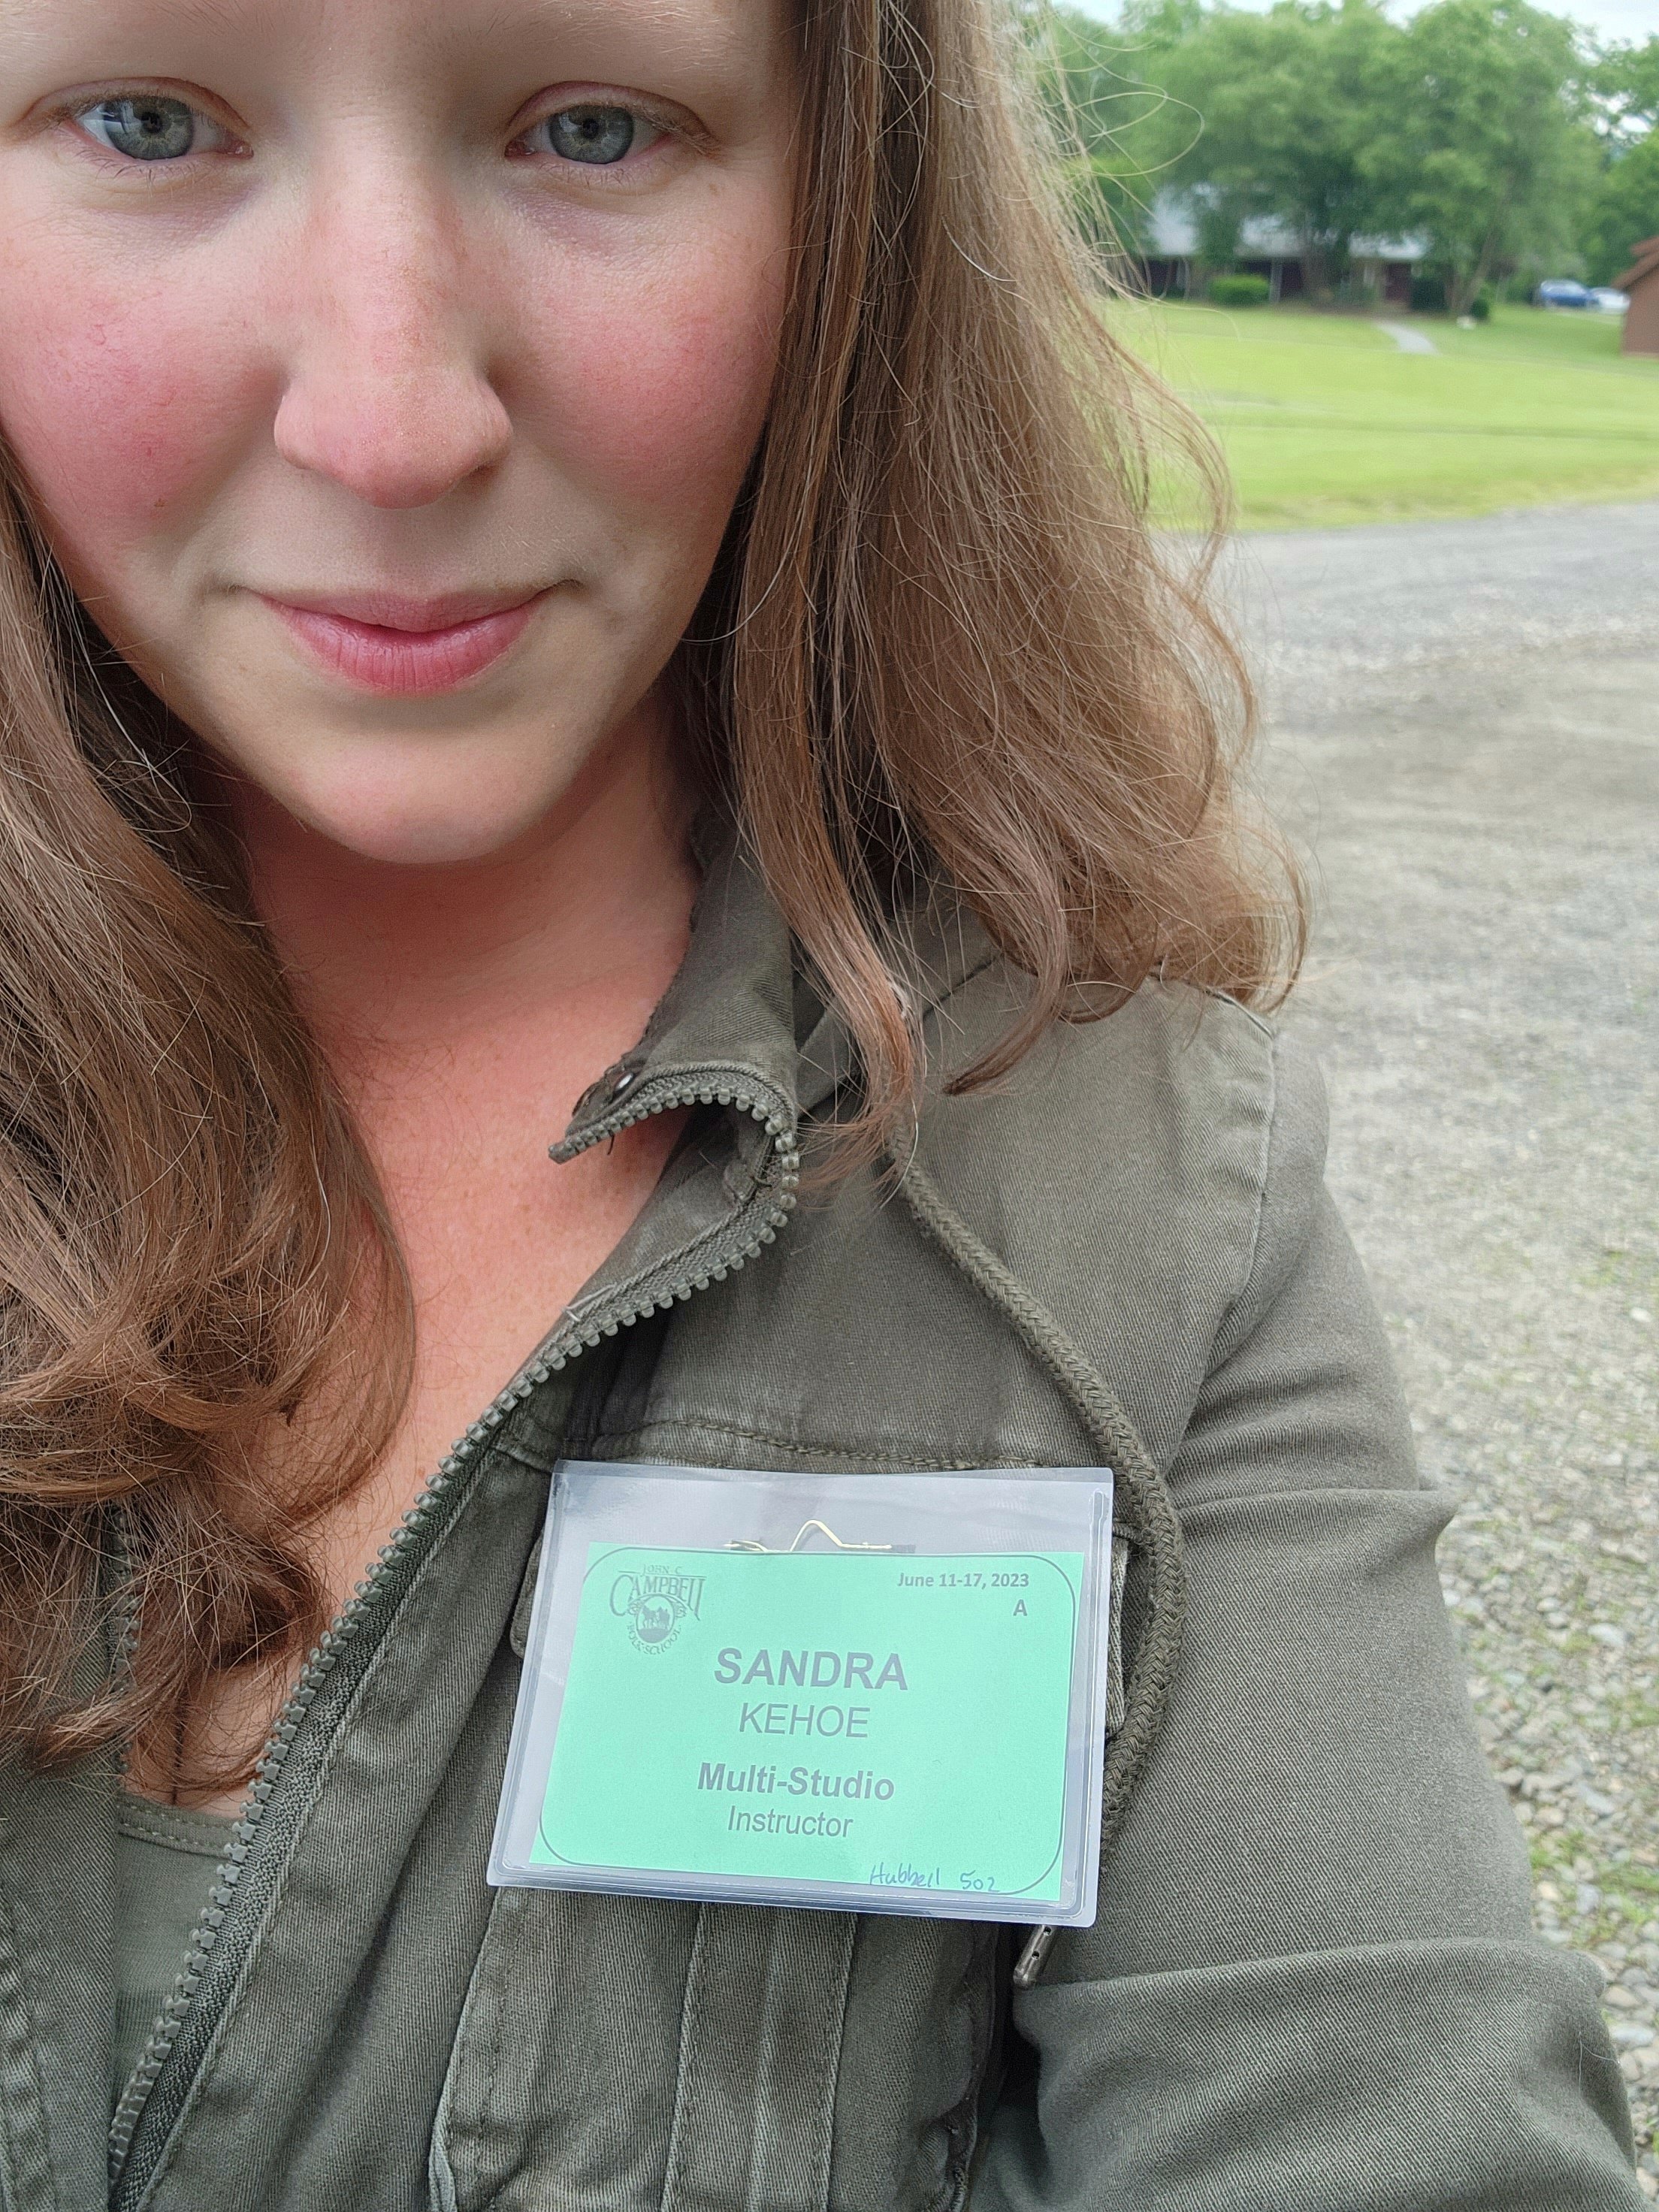 JOHN C.
CAMPBELL
FOLK SCHOOL
June 11-17, 2023
A
SANDRA
KEHOE
Multi-Studio
Instructor
Hubbell 502